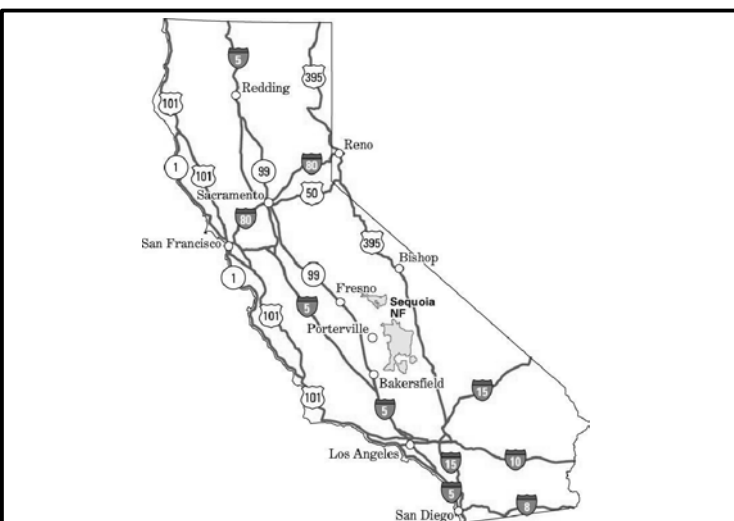 5
395
Redding
101
Reno
1
101
99
80
Sacramento
50
80
San Francisco
395
Bishop
1
99
Fresno
Sequoia
NF
5
101
Porterville
Bakersfield
15
101
5
Los Angeles
15
10
5
8
San Diego